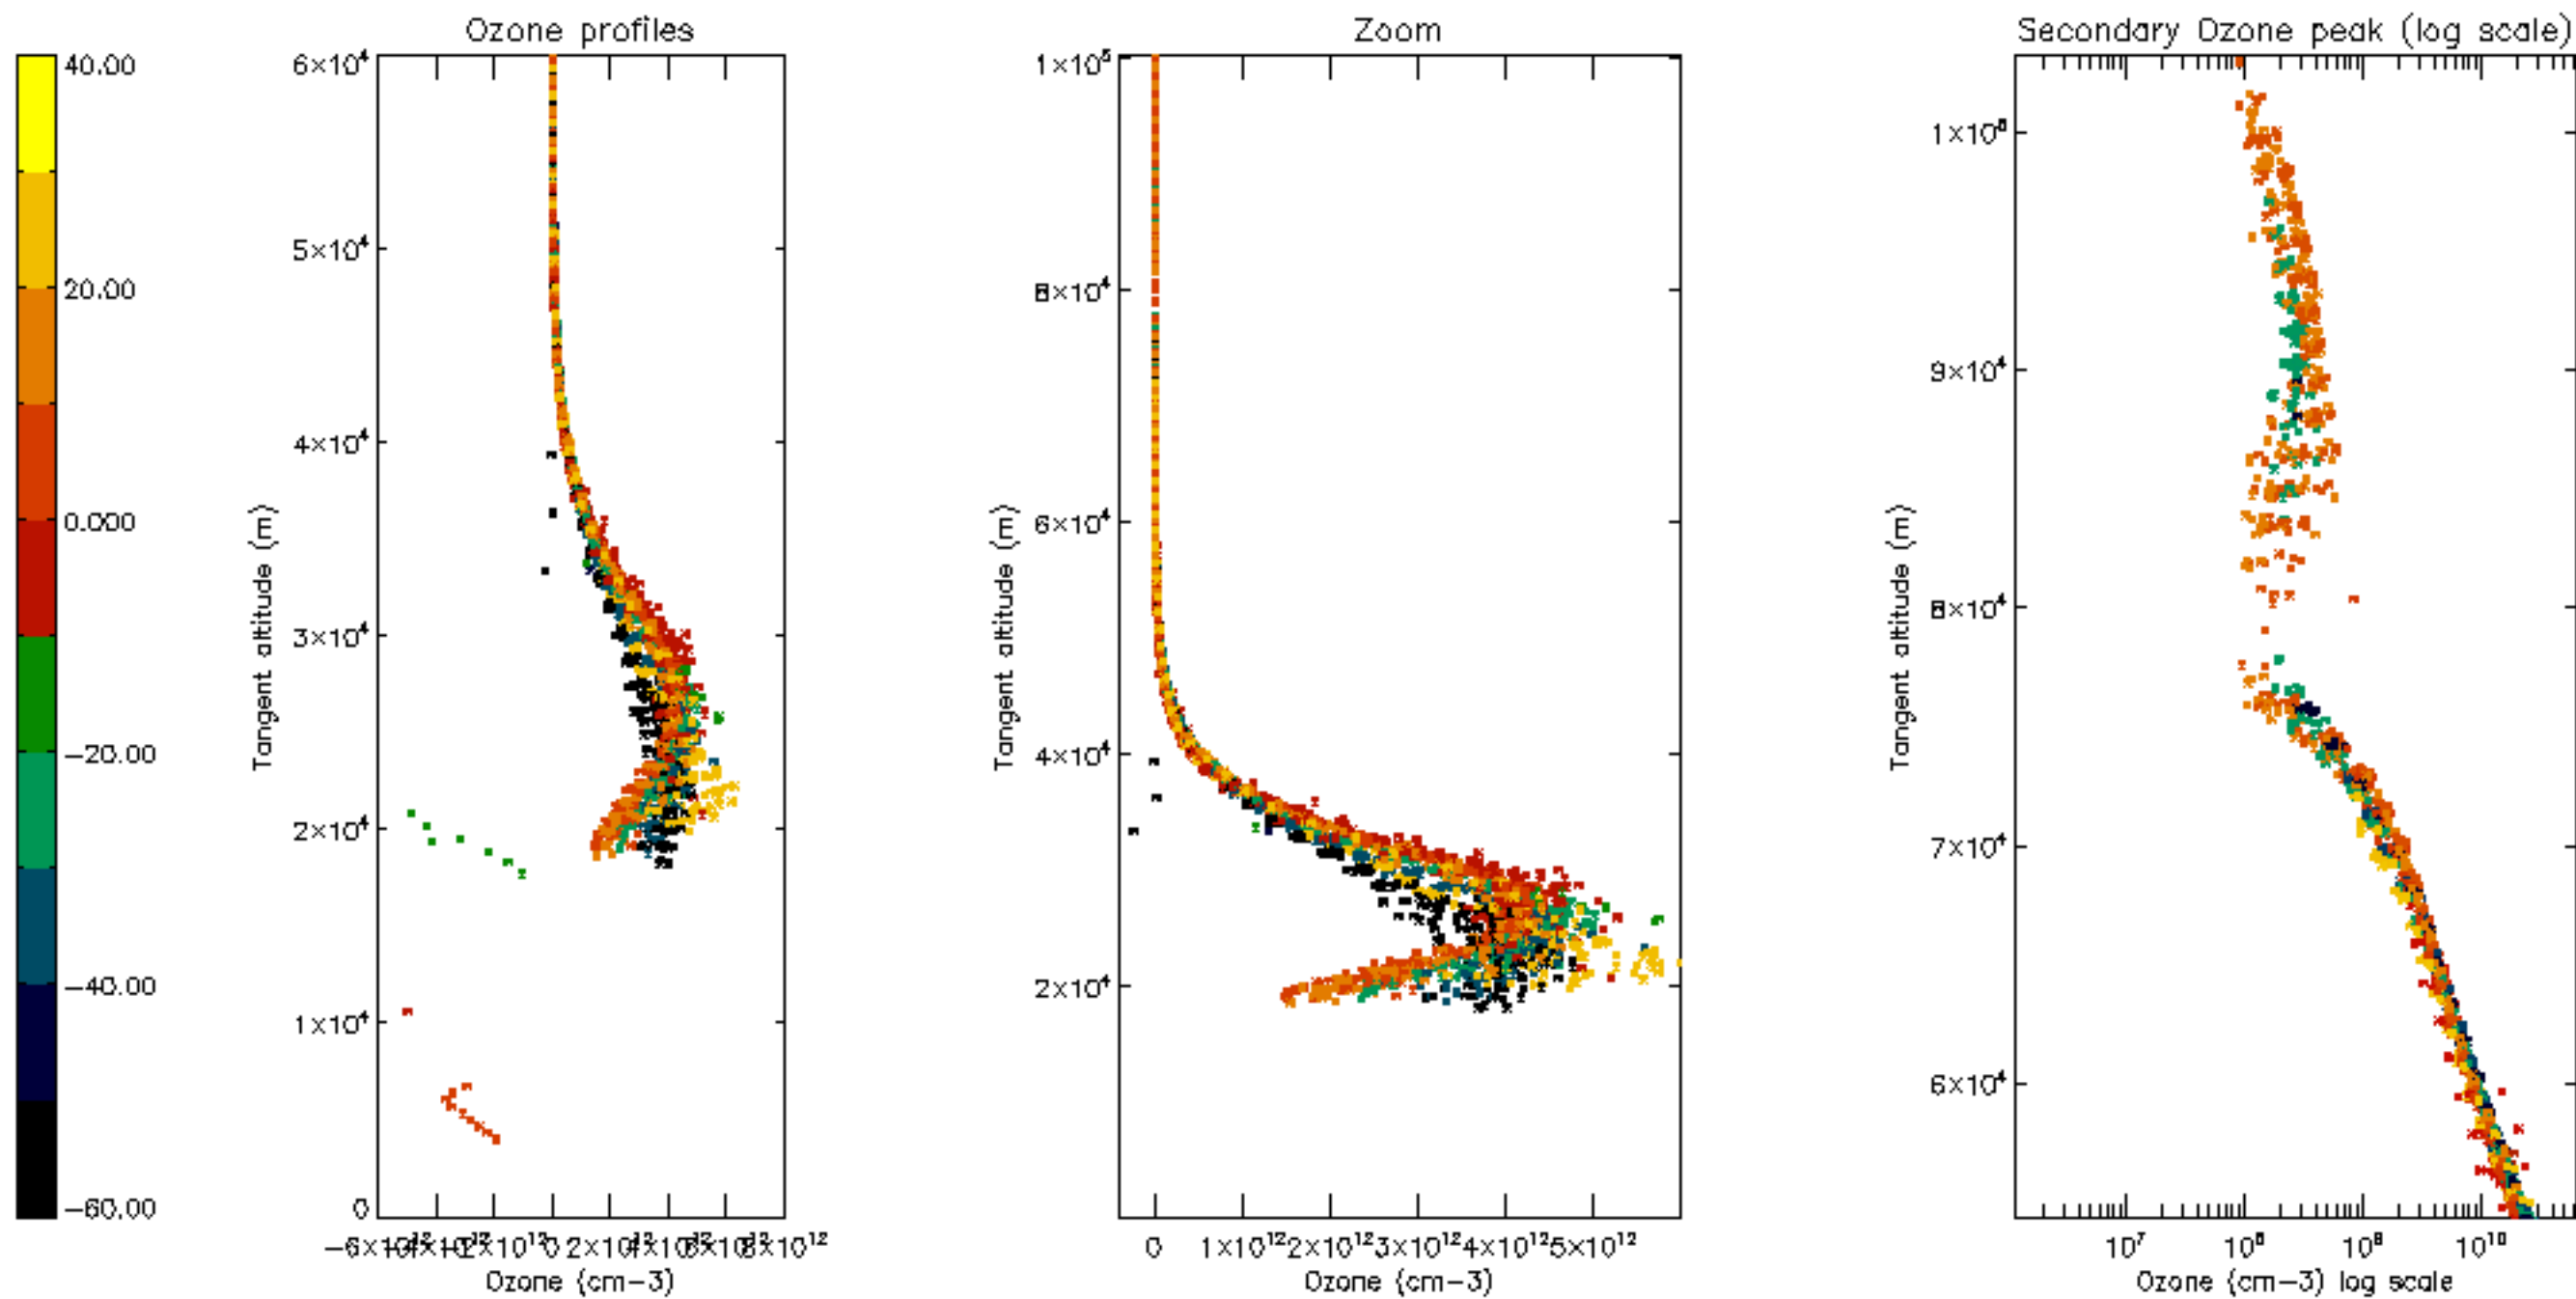 Ozone profiles
Zoom
Secondary Ozone peak (log scale)
40.00
20.00
0.000
−20.00
−40.00
−60.00
6×10⁴
5×10⁴
4×10⁴
3×10⁴
2×10⁴
1×10⁴
0
Tangent altitude (m)
Ozone (cm−3)
1×10⁵
8×10⁴
6×10⁴
4×10⁴
2×10⁴
Tangent altitude (m)
0 1×10¹² 2×10¹² 3×10¹² 4×10¹² 5×10¹²
Ozone (cm−3)
1×10⁵
9×10⁴
8×10⁴
7×10⁴
6×10⁴
Tangent altitude (m)
10⁷ 10⁸ 10⁹ 10¹⁰
Ozone (cm−3) log scale